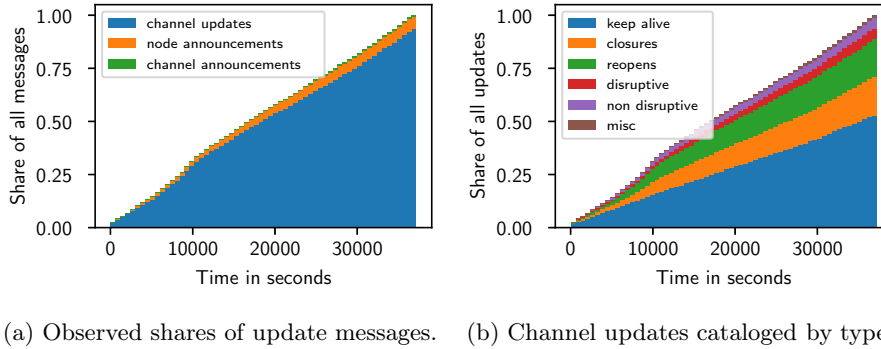 1.00
0.75
0.50
0.25
0.00
Share of all messages
channel updates
node announcements
channel announcements
0
10000
20000
30000
Time in seconds
1.00
0.75
0.50
0.25
0.00
Share of all updates
keep alive
closures
reopens
disruptive
non disruptive
misc
0
10000
20000
30000
Time in seconds
(a) Observed shares of update messages.
(b) Channel updates cataloged by type